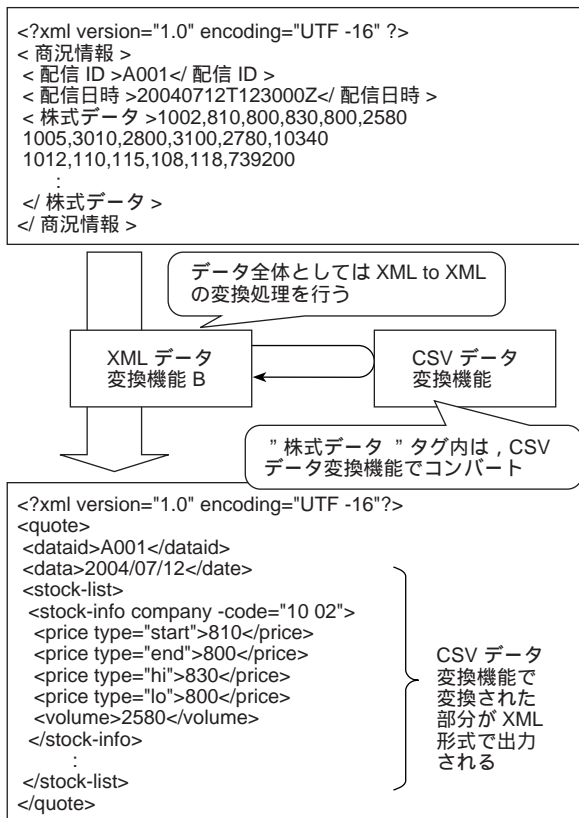 <?xml version="1.0" encoding="UTF -16" ?>
< 商況情報 >
< 配信 ID >A001</ 配信 ID >
< 配信日時 >20040712T123000Z</ 配信日時 >
< 株式データ >1002,810,800,830,800,2580
1005,3010,2800,3100,2780,10340
1012,110,115,108,118,739200
:
</ 株式データ >
</ 商況情報 >
データ全体としては XML to XML
の変換処理を行う
XML データ
変換機能 B
CSV データ
変換機能
” 株式データ ” タグ内は , CSV
データ変換機能でコンバート
<?xml version="1.0" encoding="UTF -16"?>
<quote>
<dataid>A001</dataid>
<data>2004/07/12</date>
<stock-list>
<stock-info company -code="10 02">
<price type="start">810</price>
<price type="end">800</price>
<price type="hi">830</price>
<price type="lo">800</price>
<volume>2580</volume>
</stock-info>
:
</stock-list>
</quote>
CSV データ
変換機能で
変換された
部分が XML
形式で出力
される